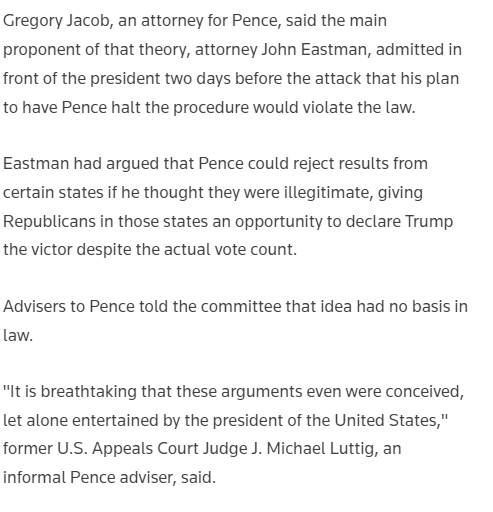 Gregory Jacob, an attorney for Pence, said the main
proponent of that theory, attorney John Eastman, admitted in
front of the president two days before the attack that his plan
to have Pence halt the procedure would violate the law.
Eastman had argued that Pence could reject results from
certain states if he thought they were illegitimate, giving
Republicans in those states an opportunity to declare Trump
the victor despite the actual vote count.
Advisers to Pence told the committee that idea had no basis in
law.
"It is breathtaking that these arguments even were conceived,
let alone entertained by the president of the United States,"
former U.S. Appeals Court Judge J. Michael Luttig, an
informal Pence adviser, said.